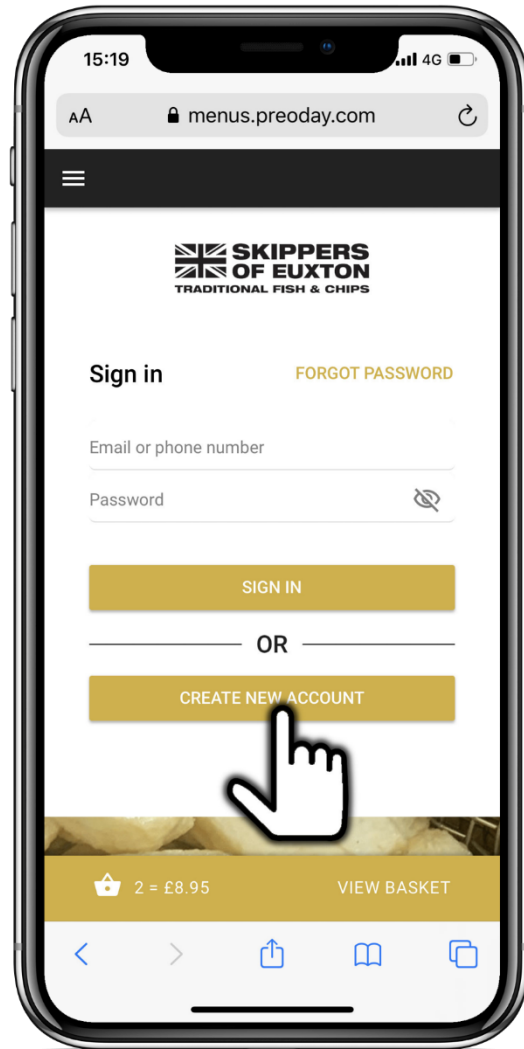 15:19
4G
AA
menus.preoday.com
SKIPPERS
OF EUXTON
TRADITIONAL FISH & CHIPS
Sign in
FORGOT PASSWORD
Email or phone number
Password
SIGN IN
OR
CREATE NEW ACCOUNT
2 = £8.95
VIEW BASKET